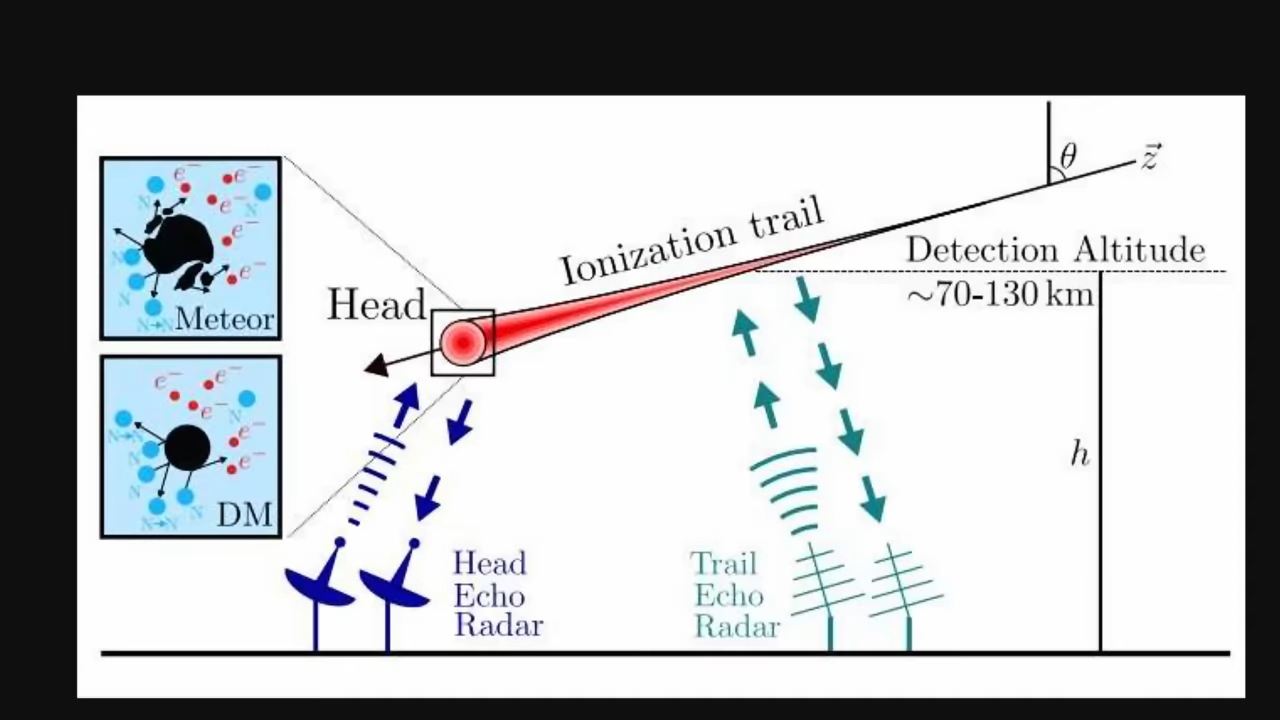 e⁻
e⁻
N
e⁻
N
e⁻
N
e⁻
N
N→N
Meteor
e⁻
e⁻
e⁻
N
N→N
e⁻
N
e⁻
N
N
N→N
DM
Head
Ionization trail
θ
z⃗
Detection Altitude
~70-130 km
h
Head
Echo
Radar
Trail
Echo
Radar